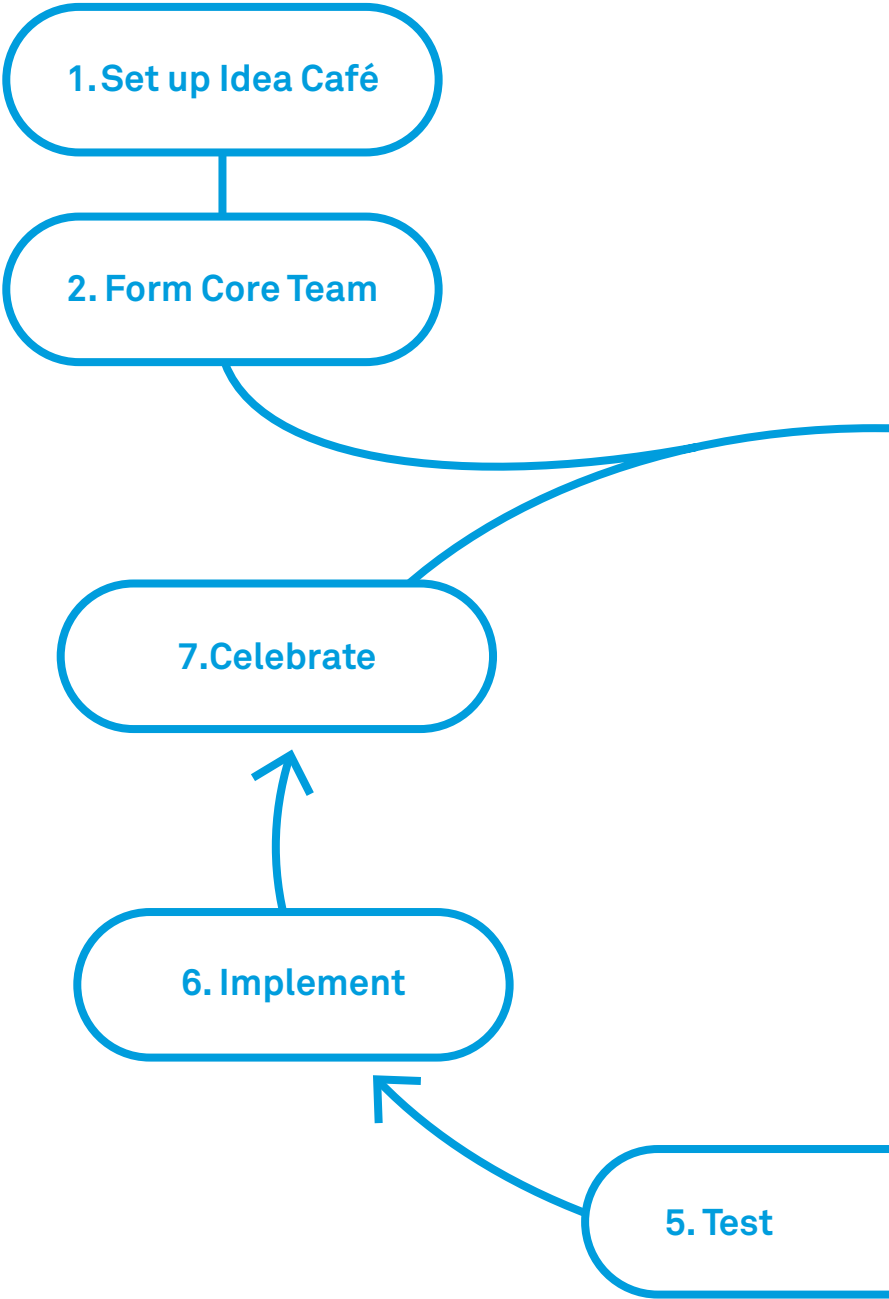 1. Set up Idea Café
2. Form Core Team
7.Celebrate
6. Implement
5. Test